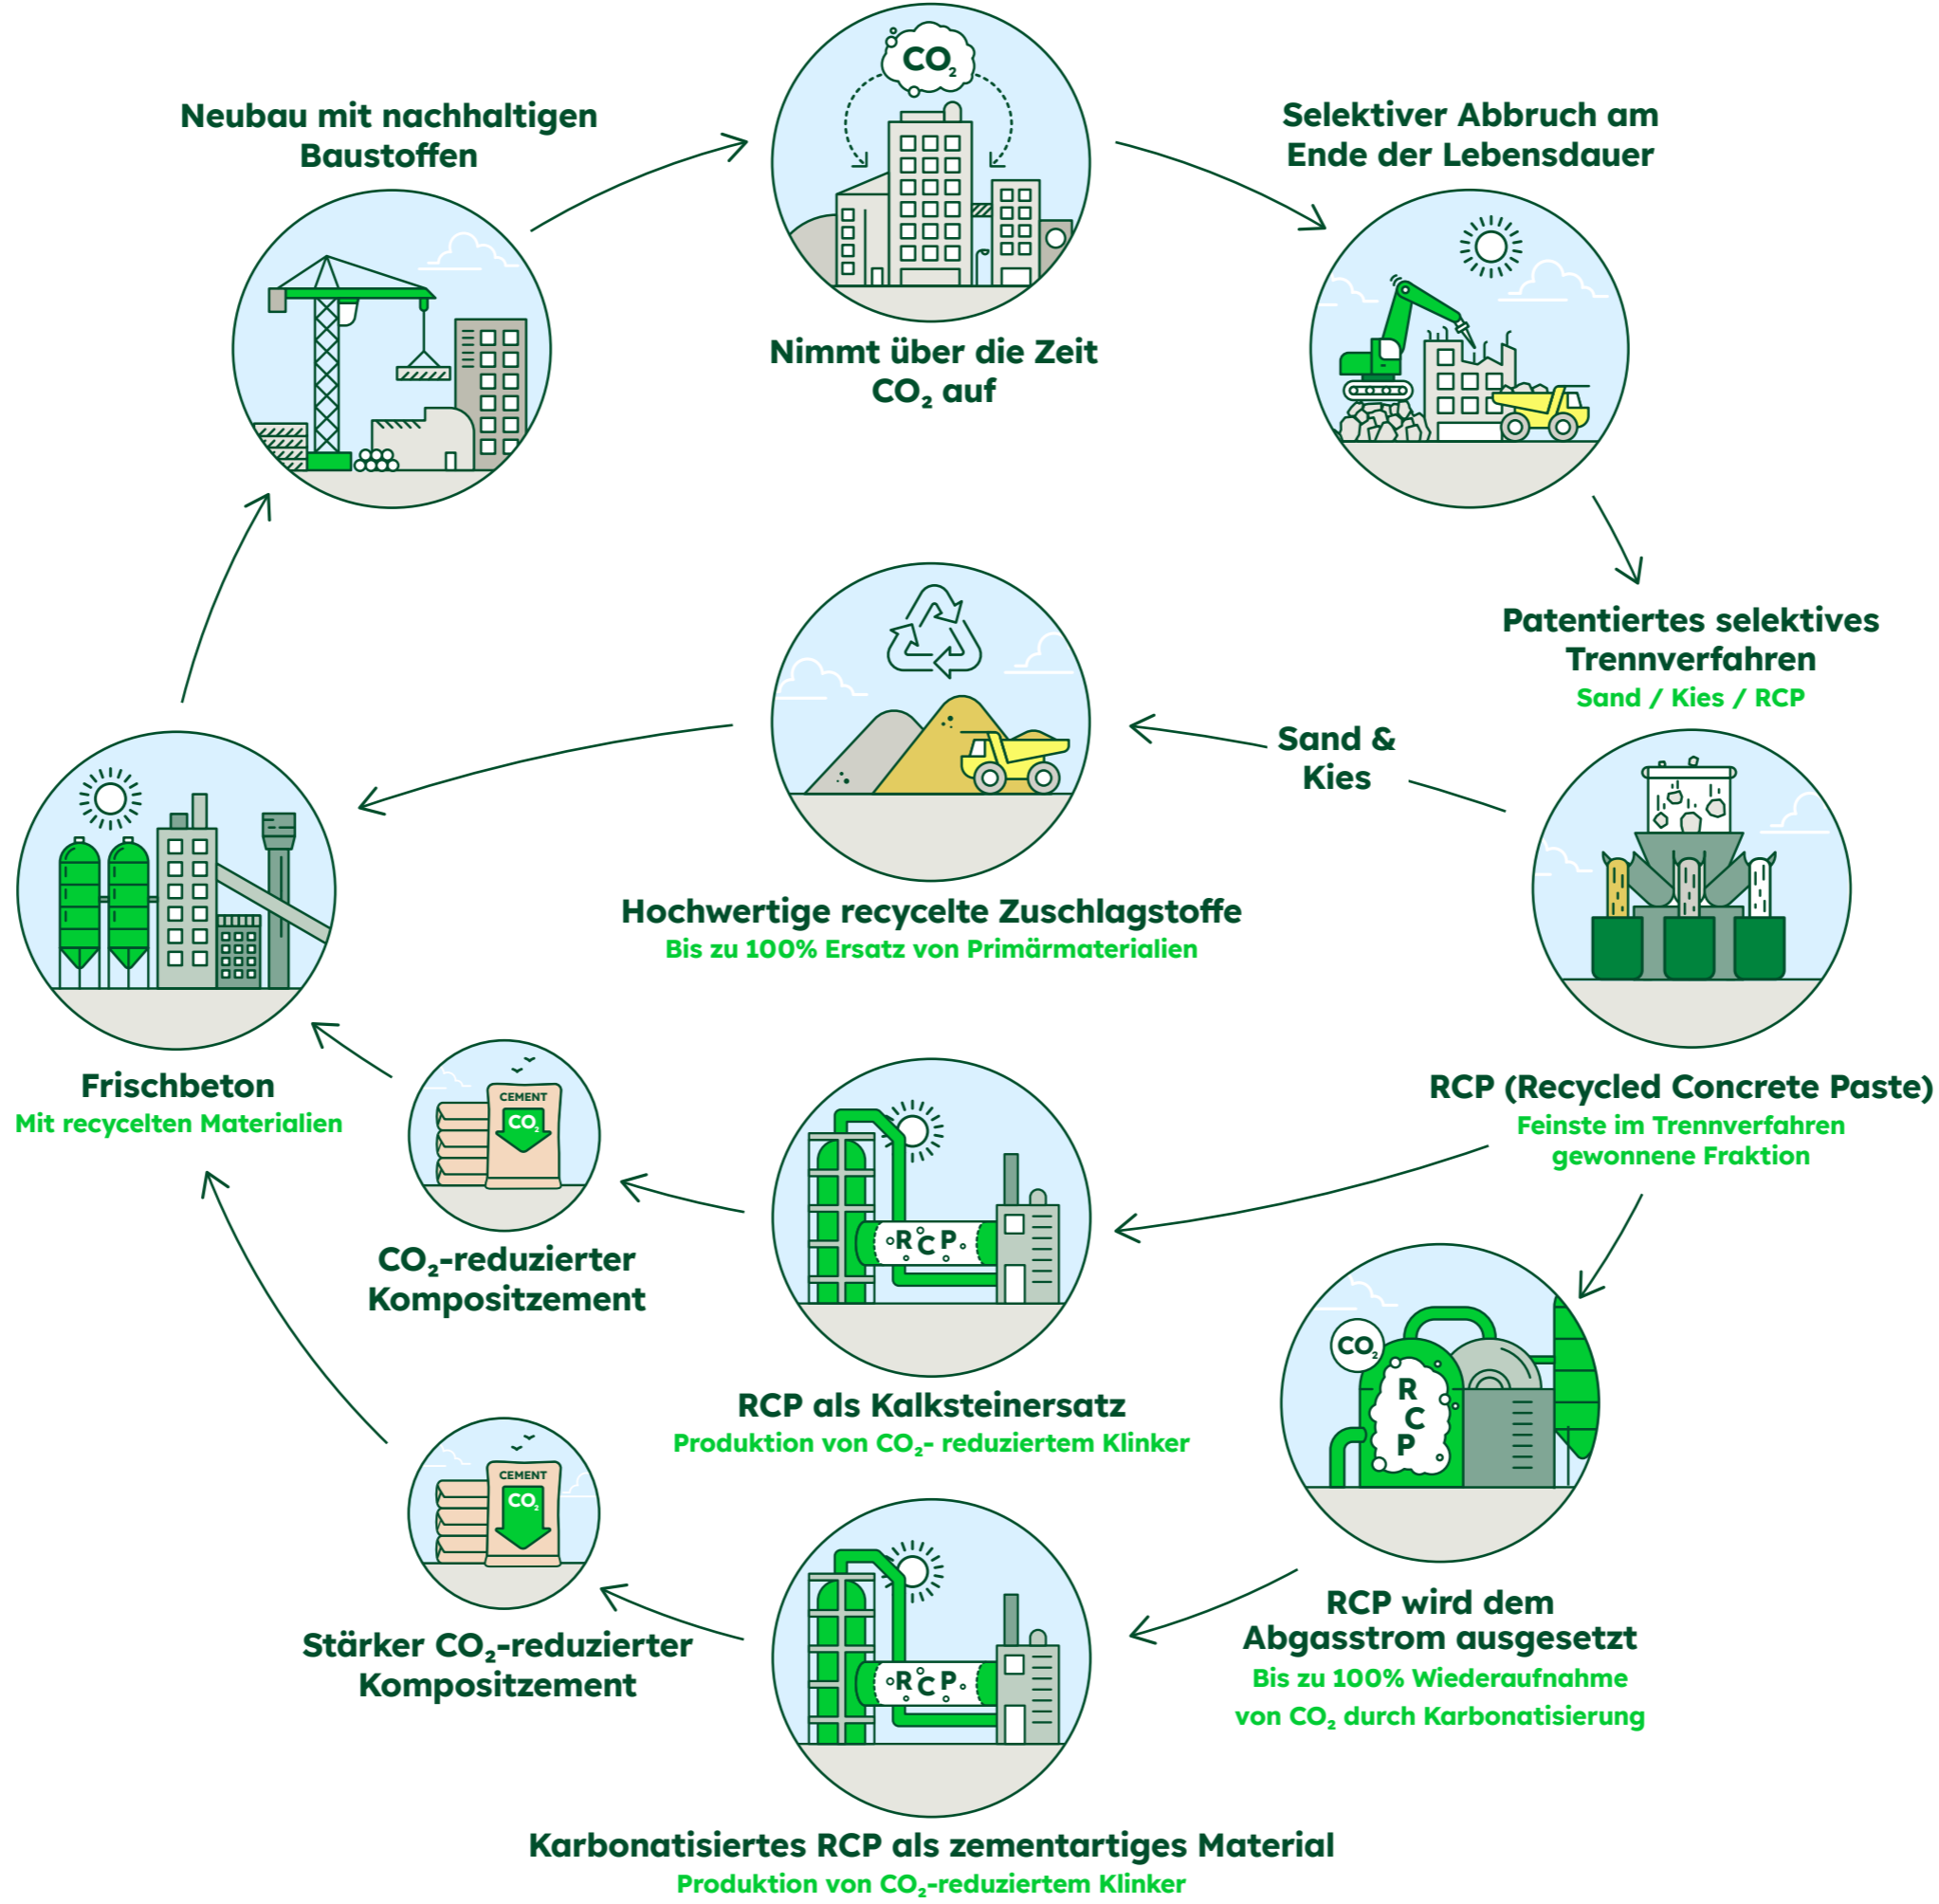 CO₂
Neubau mit nachhaltigen
Baustoffen
Selektiver Abbruch am
Ende der Lebensdauer
Nimmt über die Zeit
CO₂ auf
Patentiertes selektives
Trennverfahren
Sand / Kies / RCP
Sand &
Kies
Hochwertige recycelte Zuschlagstoffe
Bis zu 100% Ersatz von Primärmaterialien
Frischbeton
Mit recycelten Materialien
RCP (Recycled Concrete Paste)
Feinste im Trennverfahren
gewonnene Fraktion
CEMENT
CO₂
CO₂-reduzierter
Kompositzement
RCP
RCP als Kalksteinersatz
Produktion von CO₂- reduziertem Klinker
CO₂
R
C
P
RCP wird dem
Abgasstrom ausgesetzt
Bis zu 100% Wiederaufnahme
von CO₂ durch Karbonatisierung
CEMENT
CO₂
Stärker CO₂-reduzierter
Kompositzement
RCP
Karbonatisiertes RCP als zementartiges Material
Produktion von CO₂-reduziertem Klinker